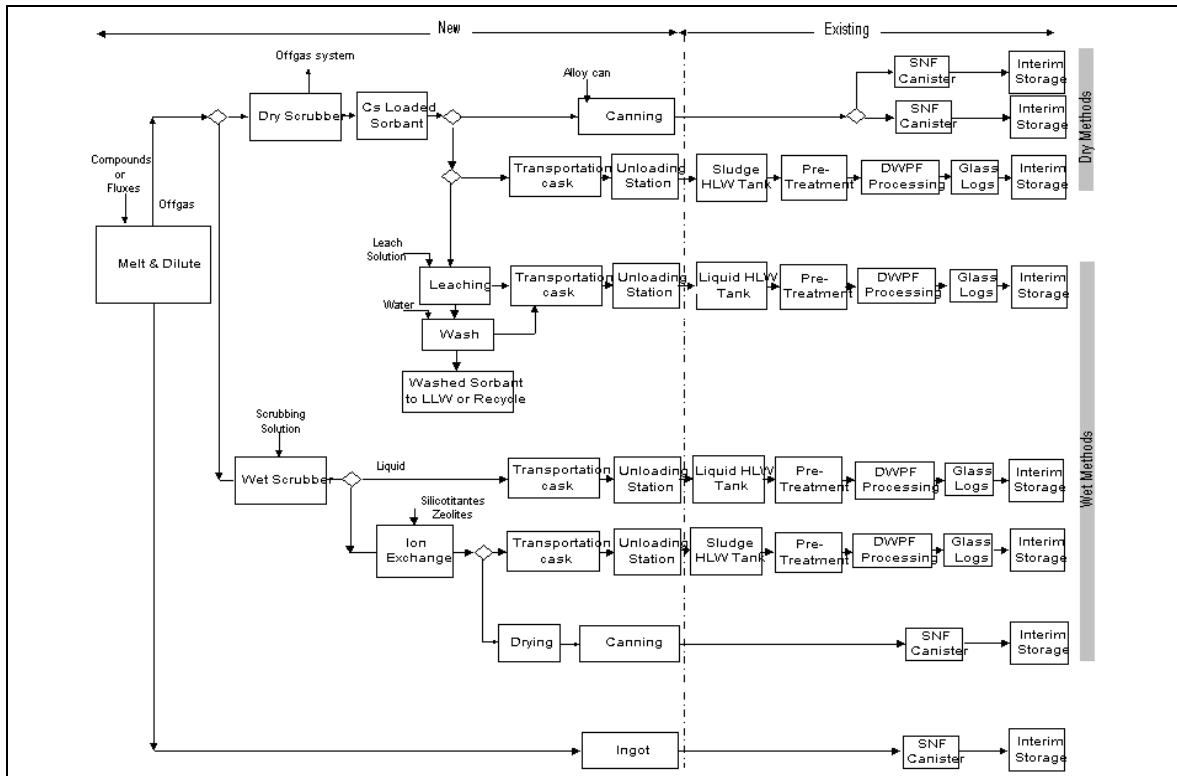 New
Existing
Offgas system
Alloy can
SNF
Canister
Interim
Storage
Dry Scrubber
Cs Loaded
Sorbant
Canning
SNF
Canister
Interim
Storage
Dry Methods
Compounds
or
Fluxes
Offgas
Transportation
cask
Unloading
Station
Sludge
HLW Tank
Pre-
Treatment
DWPF
Processing
Glass
Logs
Interim
Storage
Melt & Dilute
Leach
Solution
Leaching
Transportation
cask
Unloading
Station
Liquid HLW
Tank
Pre-
Treatment
DWPF
Processing
Glass
Logs
Interim
Storage
Water
Wash
Washed Sorbant
to LLW or Recycle
Wet Methods
Scrubbing
Solution
Wet Scrubber
Liquid
Transportation
cask
Unloading
Station
Liquid HLW
Tank
Pre-
Treatment
DWPF
Processing
Glass
Logs
Interim
Storage
Silicotitantes
Zeolites
Ion
Exchange
Transportation
cask
Unloading
Station
Sludge
HLW Tank
Pre-
Treatment
DWPF
Processing
Glass
Logs
Interim
Storage
Drying
Canning
SNF
Canister
Interim
Storage
Ingot
SNF
Canister
Interim
Storage